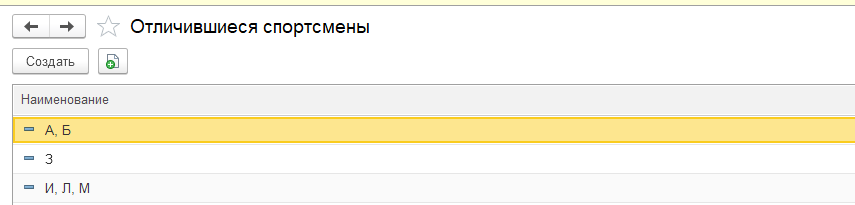 Отличившиеся спортсмены
Создать
Наименование
А, Б
З
И, Л, М